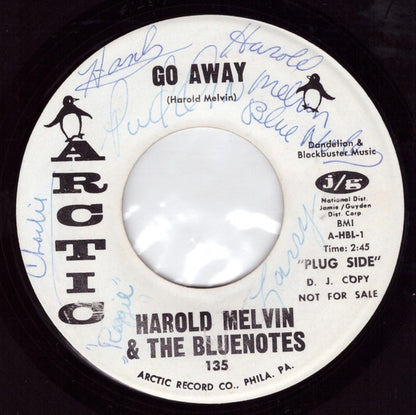 Hank
Harold
Melvin
Blue Notes
GO AWAY
(Harold Melvin)
Dandelion &
Blockbuster Music
ARCTIC
j/g
National Dist.
Jamie/Guyden
Dist. Corp
BMI
A-HBL-1
Time: 2:45
"PLUG SIDE"
D. J. COPY
NOT FOR SALE
Charlie
Larry
HAROLD MELVIN
& THE BLUENOTES
135
ARCTIC RECORD CO., PHILA. PA.